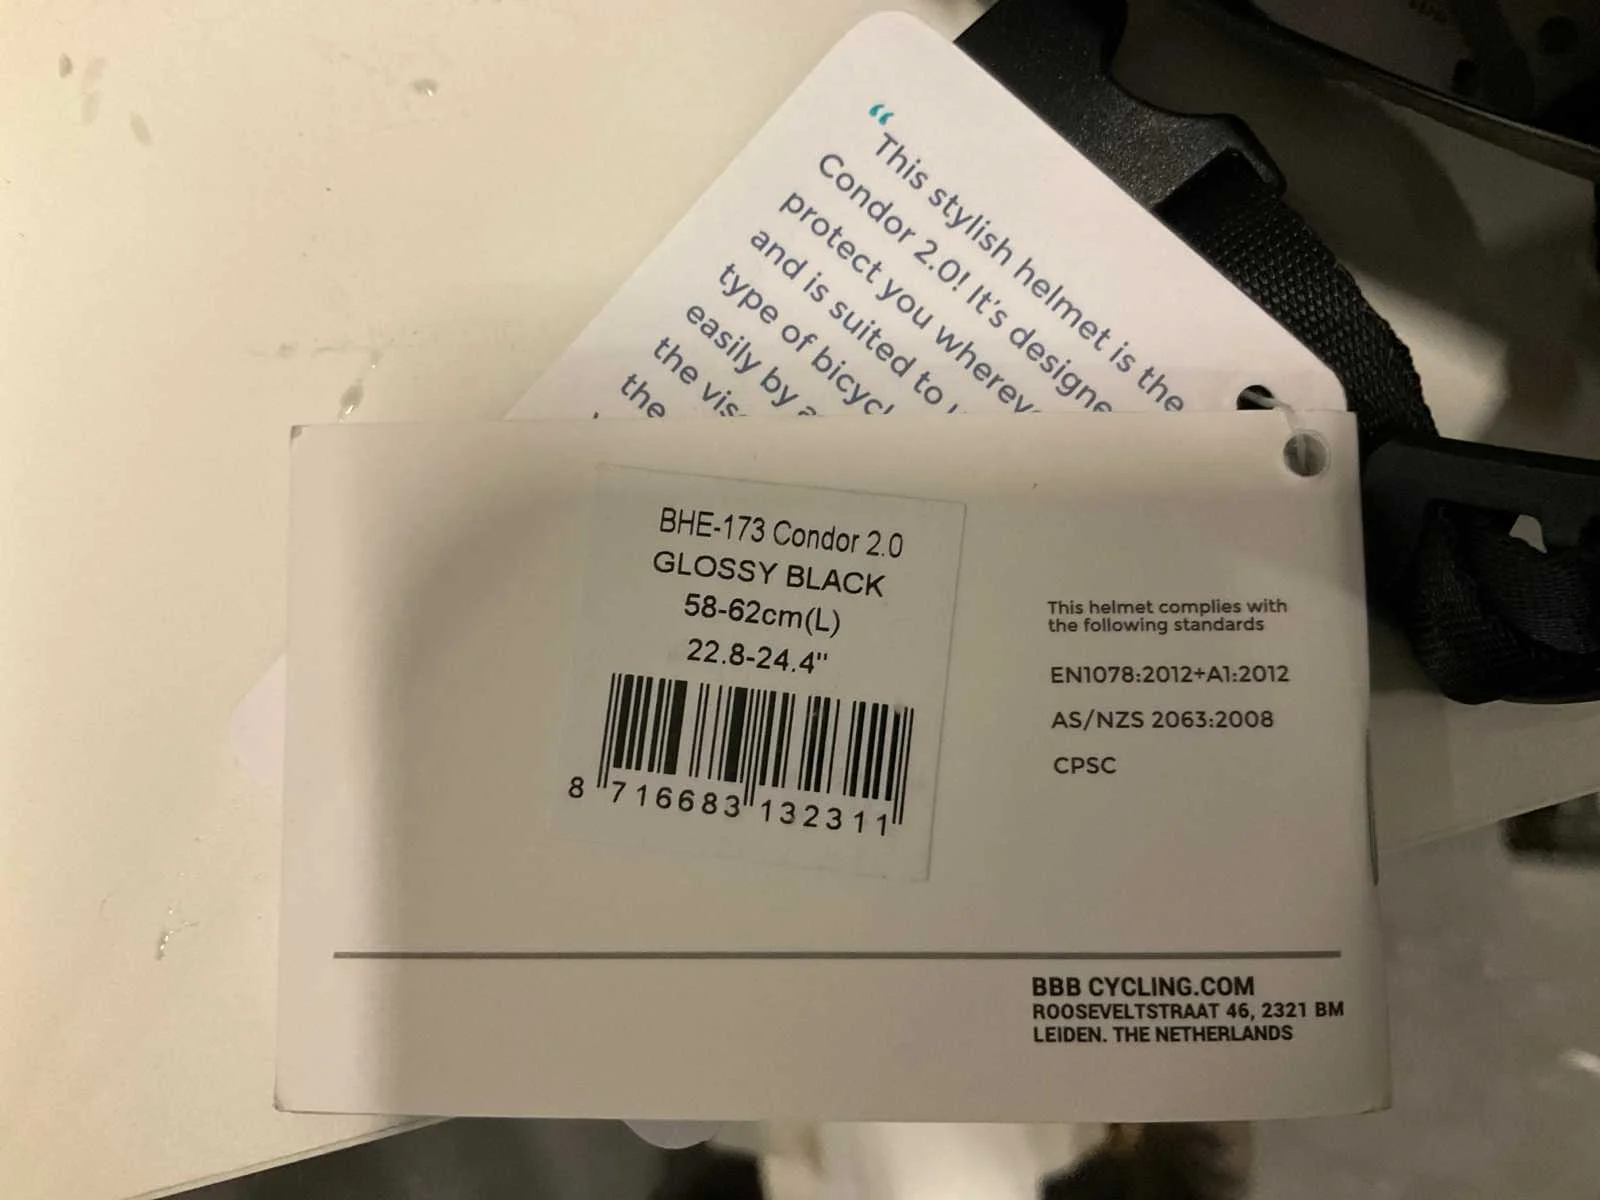 “This stylish helmet is the
Condor 2.0! It's designe
protect you wherev
and is suited to
type of bicycl
easily by a
the vis
the
BHE-173 Condor 2.0
GLOSSY BLACK
58-62cm(L)
22.8-24.4"
8 716683 132311
This helmet complies with
the following standards
EN1078:2012+A1:2012
AS/NZS 2063:2008
CPSC
BBB CYCLING.COM
ROOSEVELTSTRAAT 46, 2321 BM
LEIDEN. THE NETHERLANDS